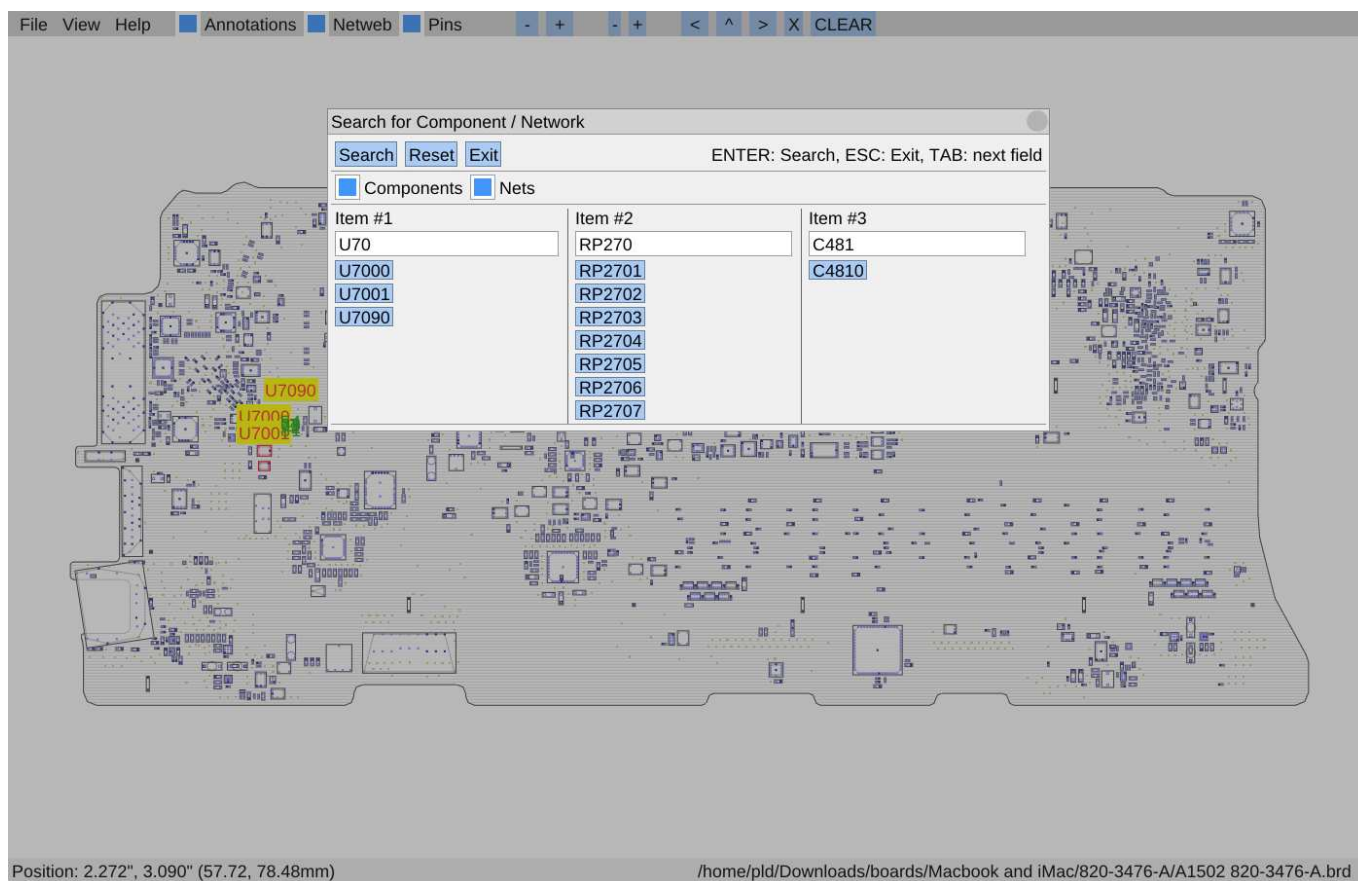 File View Help Annotations Netweb Pins - + - + < ^ > X CLEAR
Search for Component / Network
Search Reset Exit ENTER: Search, ESC: Exit, TAB: next field
Components Nets
Item #1 Item #2 Item #3
U70 RP270 C481
U7000 RP2701 C4810
U7001 RP2702
U7090 RP2703
RP2704
RP2705
RP2706
RP2707
U7090
U7000
U7001
Position: 2.272", 3.090" (57.72, 78.48mm) /home/pld/Downloads/boards/Macbook and iMac/820-3476-A/A1502 820-3476-A.brd